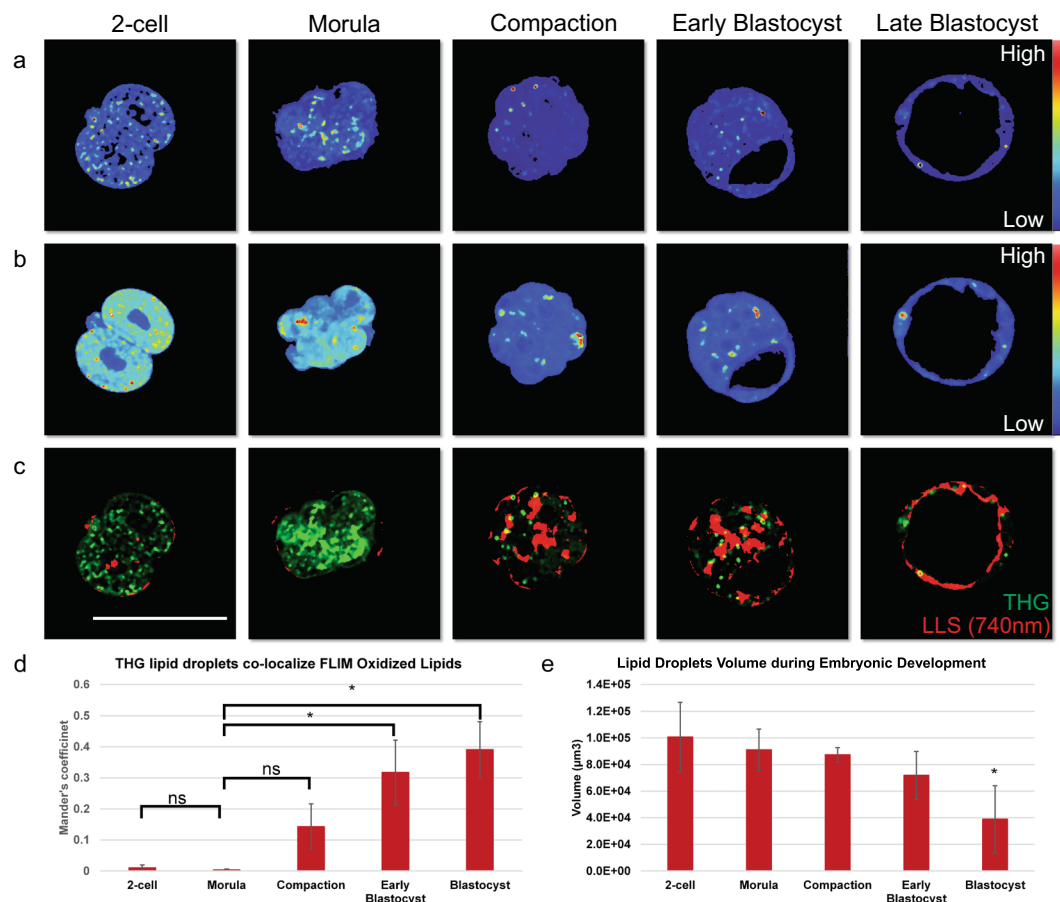 2-cell Morula Compaction Early Blastocyst Late Blastocyst
a
High
Low
b
High
Low
c
THG
LLS (740nm)
d
THG lipid droplets co-localize FLIM Oxidized Lipids
Mander's coefficinet
0.6
0.5
0.4
0.3
0.2
0.1
0
ns
ns
*
*
2-cell Morula Compaction Early Blastocyst Blastocyst
e
Lipid Droplets Volume during Embryonic Development
Volume (µm3)
1.4E+05
1.2E+05
1.0E+05
8.0E+04
6.0E+04
4.0E+04
2.0E+04
0.0E+00
*
2-cell Morula Compaction Early Blastocyst Blastocyst